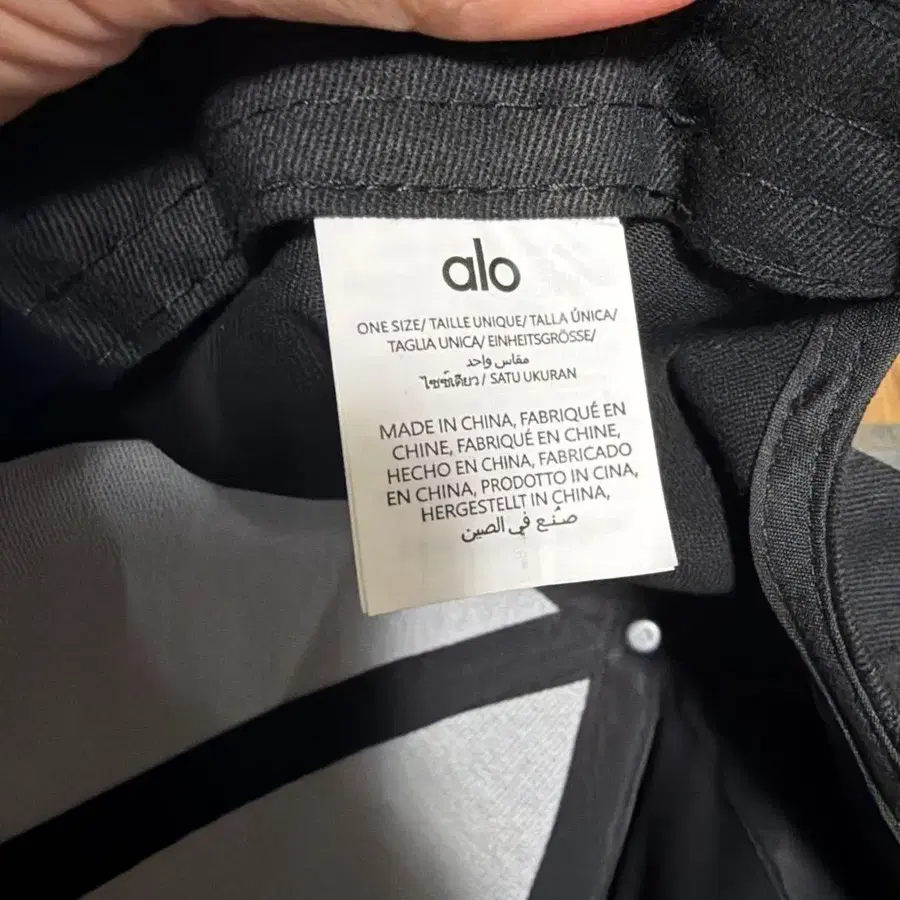 alo
ONE SIZE/ TAILLE UNIQUE/ TALLA ÚNICA/
TAGLIA UNICA/ EINHEITSGRÖSSE/
مقاس واحد
ไซซ์เดียว / SATU UKURAN
MADE IN CHINA, FABRIQUÉ EN
CHINE, FABRIQUÉ EN CHINE,
HECHO EN CHINA, FABRICADO
EN CHINA, PRODOTTO IN CINA,
HERGESTELLT IN CHINA,
صُنع في الصين